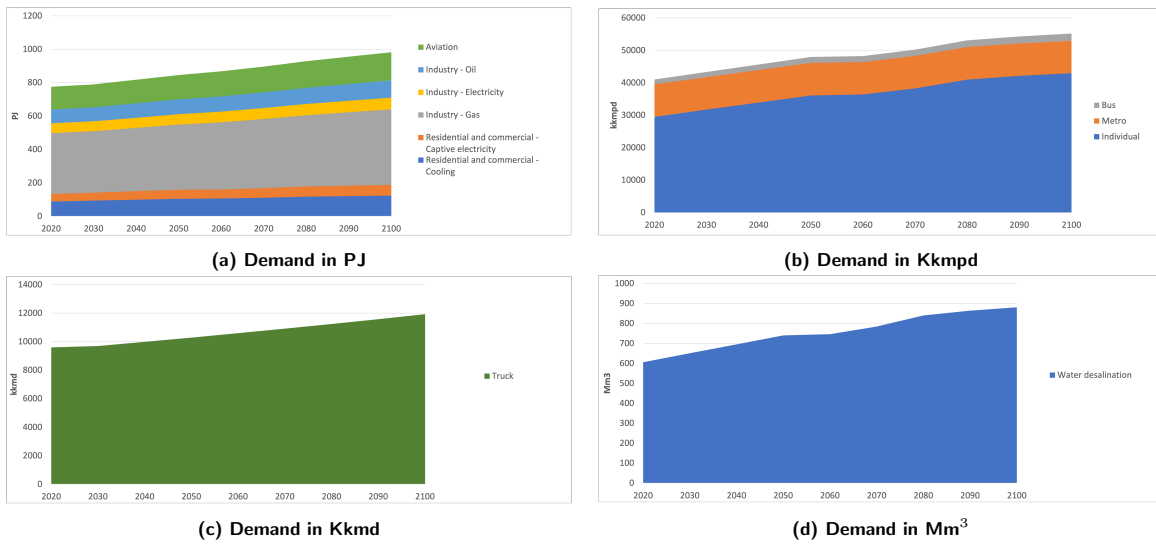 1200
1000
800
600
400
200
0
PJ
2020 2030 2040 2050 2060 2070 2080 2090 2100
Aviation
Industry - Oil
Industry - Electricity
Industry - Gas
Residential and commercial -
Captive electricity
Residential and commercial -
Cooling
(a) Demand in PJ
60000
50000
40000
30000
20000
10000
0
kkmpd
2020 2030 2040 2050 2060 2070 2080 2090 2100
Bus
Metro
Individual
(b) Demand in Kkmpd
14000
12000
10000
8000
6000
4000
2000
0
kkmd
2020 2030 2040 2050 2060 2070 2080 2090 2100
Truck
(c) Demand in Kkmd
1000
900
800
700
600
500
400
300
200
100
0
Mm3
2020 2030 2040 2050 2060 2070 2080 2090 2100
Water desalination
(d) Demand in Mm³